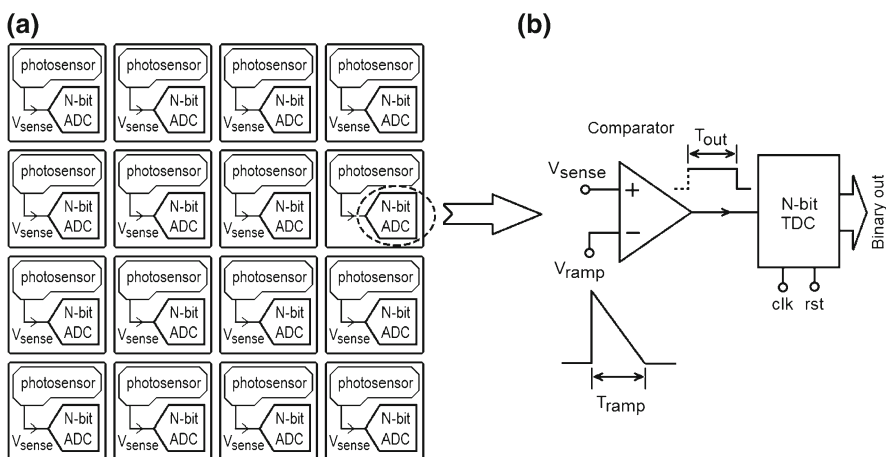 (a)
photosensor photosensor photosensor photosensor
N-bit N-bit N-bit N-bit
Vsense ADC Vsense ADC Vsense ADC Vsense ADC
photosensor photosensor photosensor photosensor
N-bit N-bit N-bit N-bit
Vsense ADC Vsense ADC Vsense ADC Vsense ADC
photosensor photosensor photosensor photosensor
N-bit N-bit N-bit N-bit
Vsense ADC Vsense ADC Vsense ADC Vsense ADC
photosensor photosensor photosensor photosensor
N-bit N-bit N-bit N-bit
Vsense ADC Vsense ADC Vsense ADC Vsense ADC
(b)
Comparator
Tout
Vsense
+
−
Vramp
N-bit
TDC
Binary out
clk rst
Tramp